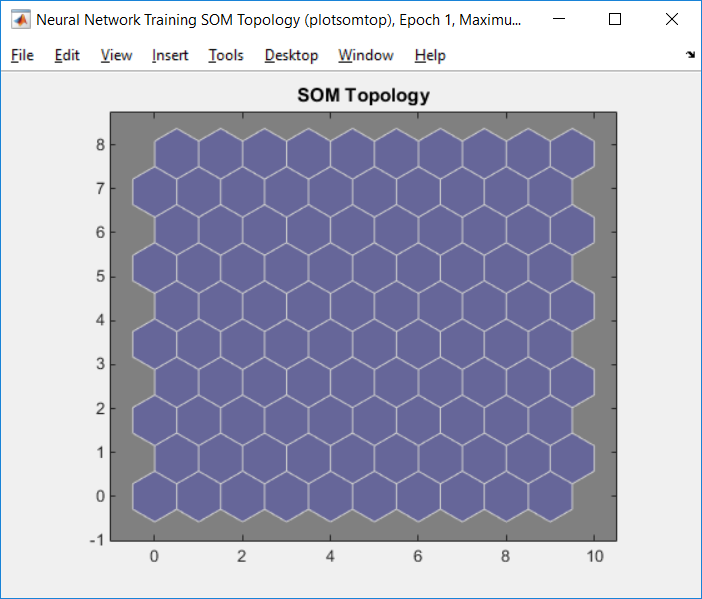 Neural Network Training SOM Topology (plotsomtop), Epoch 1, Maximu...
File Edit View Insert Tools Desktop Window Help
SOM Topology
8
7
6
5
4
3
2
1
0
-1
0 2 4 6 8 10